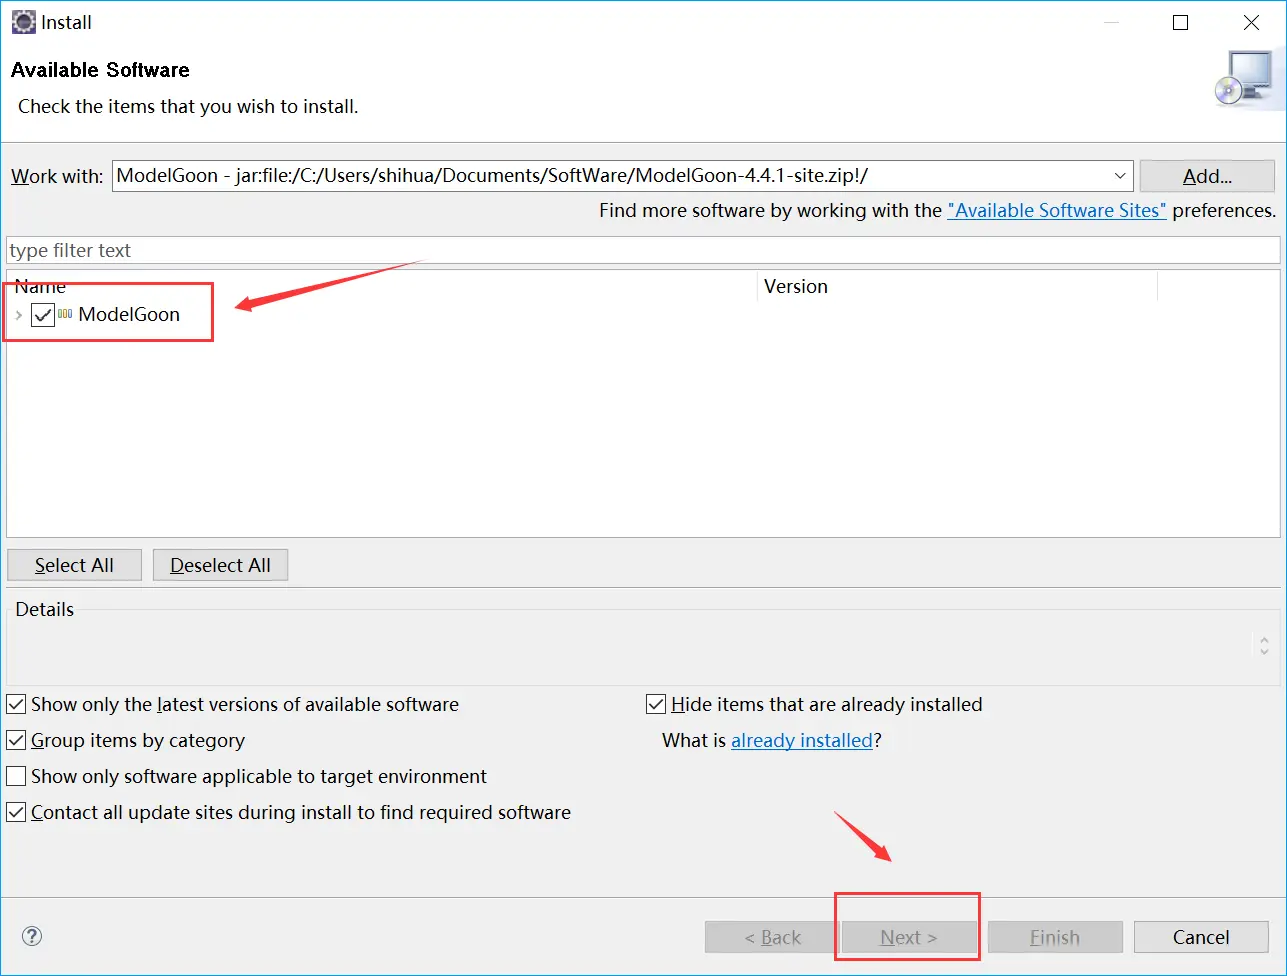 Install
Available Software
Check the items that you wish to install.
Work with: ModelGoon - jar:file:/C:/Users/shihua/Documents/SoftWare/ModelGoon-4.4.1-site.zip!/ Add...
Find more software by working with the "Available Software Sites" preferences.
type filter text
Name Version
ModelGoon
Select All Deselect All
Details
Show only the latest versions of available software Hide items that are already installed
Group items by category What is already installed?
Show only software applicable to target environment
Contact all update sites during install to find required software
? < Back Next > Finish Cancel